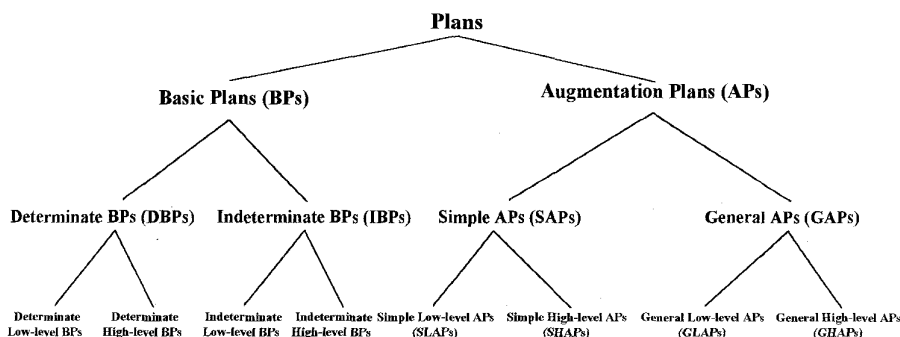 Plans
Basic Plans (BPs)
Augmentation Plans (APs)
Determinate BPs (DBPs)
Indeterminate BPs (IBPs)
Simple APs (SAPs)
General APs (GAPs)
Determinate
Low-level BPs
Determinate
High-level BPs
Indeterminate
Low-level BPs
Indeterminate
High-level BPs
Simple Low-level APs
(SLAPs)
Simple High-level APs
(SHAPs)
General Low-level APs
(GLAPs)
General High-level APs
(GHAPs)